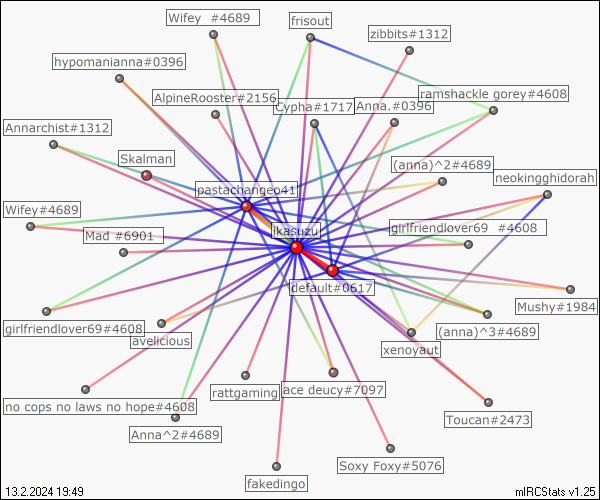 Wifey #4689
frisout
zibbits#1312
hypomanianna#0396
AlpineRooster#2156
Cypha#1717
Anna.#0396
ramshackle gorey#4608
Annarchist#1312
Skalman
(anna)^2#4689
neokingghidorah
pastachangeo41
Wifey#4689
Mad #6901
ikasuzu
girlfriendlover69 #4608
default#0617
Mushy#1984
girlfriendlover69#4608
avelicious
(anna)^3#4689
xenoyaut
rattgaming
ace deucy#7097
no cops no laws no hope#4608
Toucan#2473
Anna^2#4689
Soxy Foxy#5076
fakedingo
13.2.2024 19:49
mIRCStats v1.25